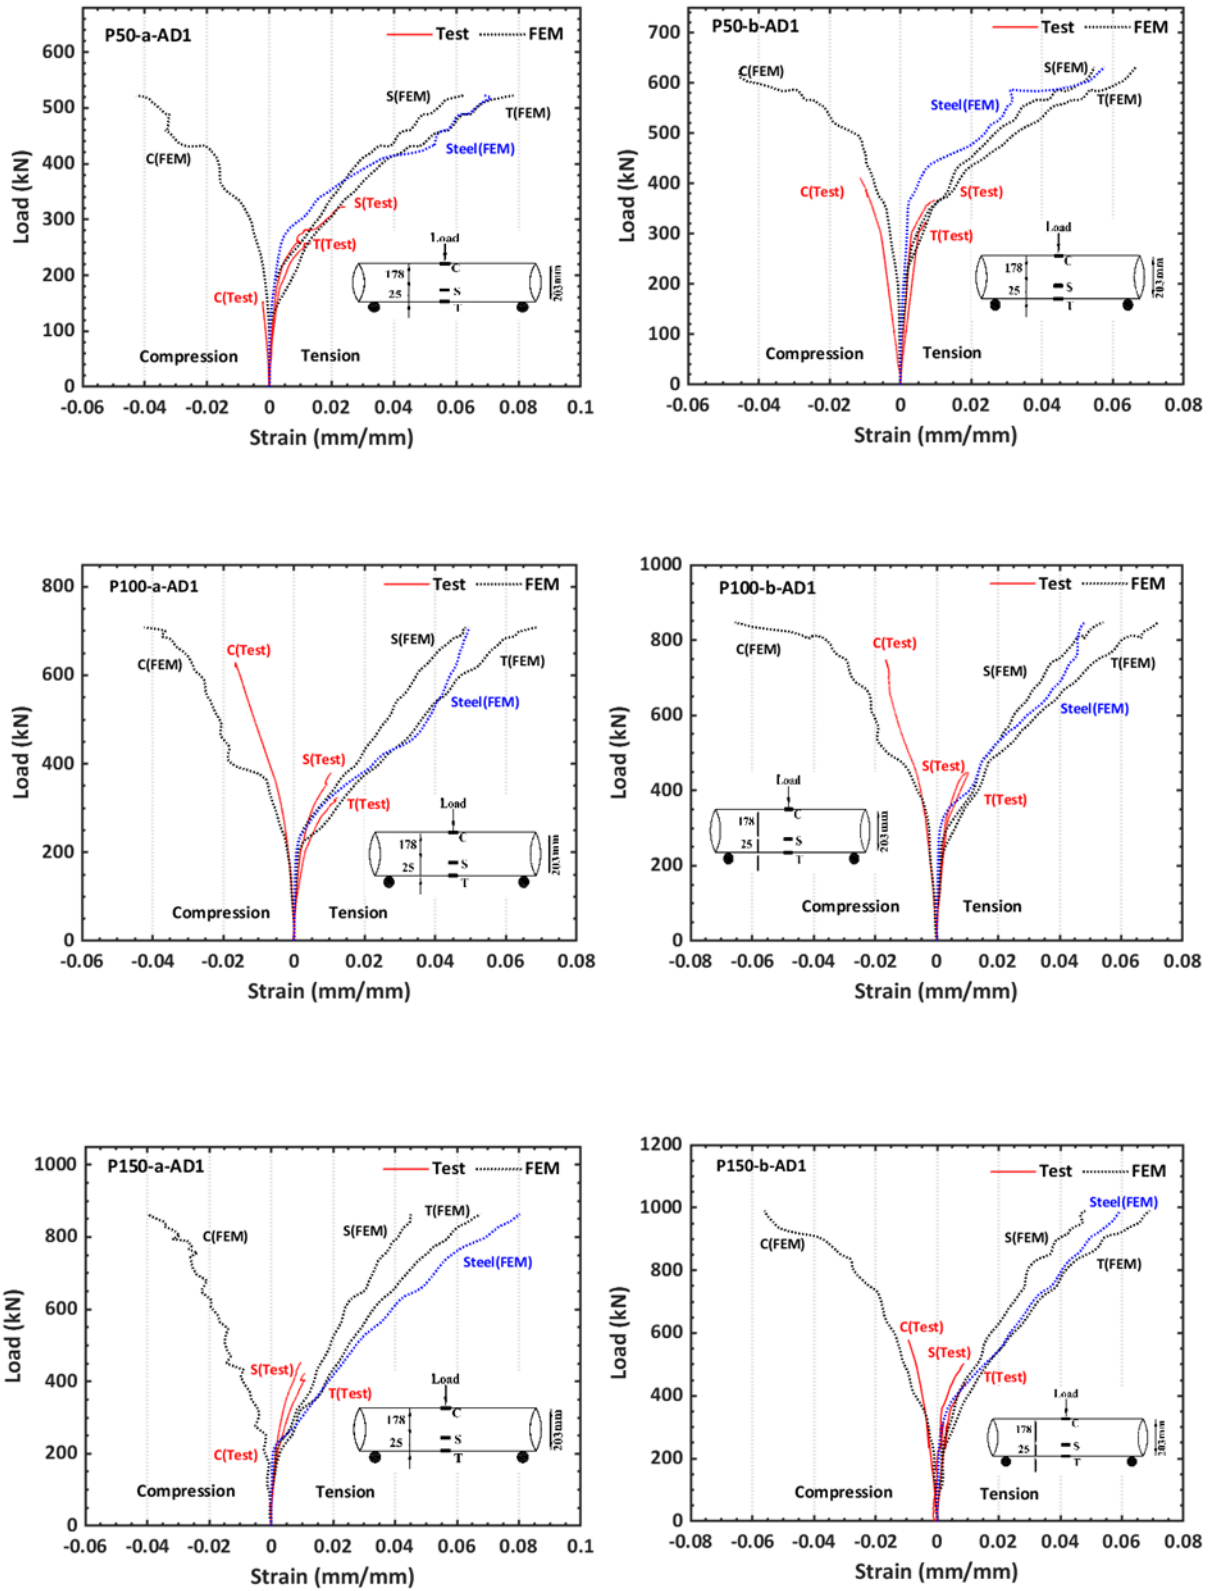 P50-a-AD1
Test
FEM
600
500
400
300
200
100
0
Load (kN)
C(FEM)
S(FEM)
T(FEM)
Steel(FEM)
S(Test)
T(Test)
C(Test)
Load
C
178
25
S
T
203mm
Compression
Tension
-0.06 -0.04 -0.02 0 0.02 0.04 0.06 0.08 0.1
Strain (mm/mm)
P50-b-AD1
Test
FEM
700
600
500
400
300
200
100
0
Load (kN)
C(FEM)
S(FEM)
T(FEM)
Steel(FEM)
C(Test)
S(Test)
T(Test)
Load
C
178
25
S
T
203mm
Compression
Tension
-0.06 -0.04 -0.02 0 0.02 0.04 0.06 0.08
Strain (mm/mm)
P100-a-AD1
Test
FEM
800
600
400
200
0
Load (kN)
C(FEM)
C(Test)
S(FEM)
T(FEM)
Steel(FEM)
S(Test)
T(Test)
Load
C
178
25
S
T
203mm
Compression
Tension
-0.06 -0.04 -0.02 0 0.02 0.04 0.06 0.08
Strain (mm/mm)
P100-b-AD1
Test
FEM
1000
800
600
400
200
0
Load (kN)
C(FEM)
C(Test)
S(FEM)
T(FEM)
Steel(FEM)
S(Test)
T(Test)
Load
C
178
25
S
T
203mm
Compression
Tension
-0.08 -0.06 -0.04 -0.02 0 0.02 0.04 0.06 0.08
Strain (mm/mm)
P150-a-AD1
Test
FEM
1000
800
600
400
200
0
Load (kN)
C(FEM)
S(FEM)
T(FEM)
Steel(FEM)
S(Test)
T(Test)
C(Test)
Load
C
178
25
S
T
203mm
Compression
Tension
-0.06 -0.04 -0.02 0 0.02 0.04 0.06 0.08 0.1
Strain (mm/mm)
P150-b-AD1
Test
FEM
1200
1000
800
600
400
200
0
Load (kN)
C(FEM)
Steel(FEM)
S(FEM)
T(FEM)
C(Test)
S(Test)
T(Test)
Load
C
178
25
S
T
203mm
Compression
Tension
-0.08 -0.06 -0.04 -0.02 0 0.02 0.04 0.06 0.08
Strain (mm/mm)